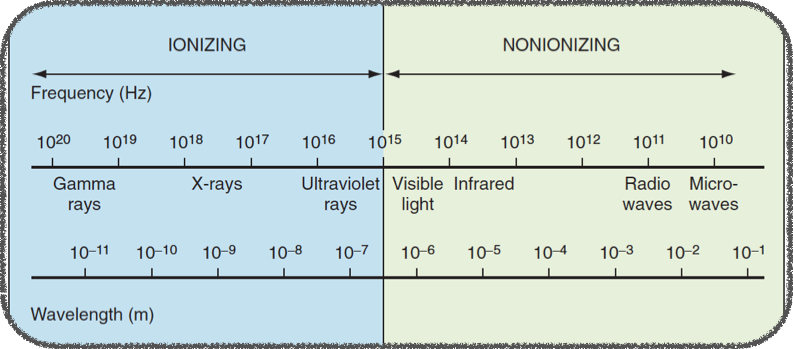 IONIZING NONIONIZING
Frequency (Hz)
10²⁰ 10¹⁹ 10¹⁸ 10¹⁷ 10¹⁶ 10¹⁵ 10¹⁴ 10¹³ 10¹² 10¹¹ 10¹⁰
Gamma X-rays Ultraviolet Visible Infrared Radio Micro-
rays rays light waves waves
10⁻¹¹ 10⁻¹⁰ 10⁻⁹ 10⁻⁸ 10⁻⁷ 10⁻⁶ 10⁻⁵ 10⁻⁴ 10⁻³ 10⁻² 10⁻¹
Wavelength (m)